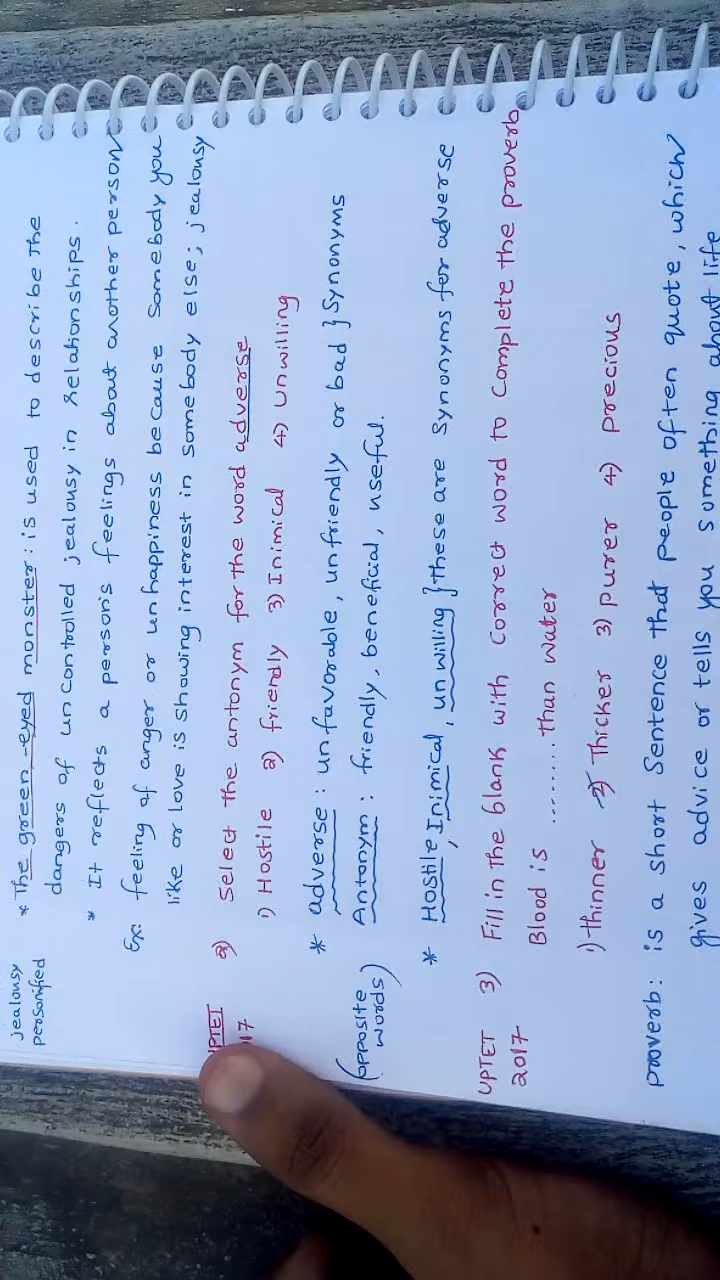 jealousy
personified
* The green-eyed monster: is used to describe the
dangers of uncontrolled jealousy in relationships.
* It reflects a person's feelings about another person
Ex: feeling of anger or unhappiness because somebody you
like or love is showing interest in somebody else; jealousy
UPTET 2) Select the antonym for the word adverse
17 1) Hostile 2) friendly 3) Inimical 4) unwilling
* adverse : unfavorable, unfriendly or bad } synonyms
(opposite words) Antonym : friendly, beneficial, useful.
* Hostile, Inimical, unwilling } these are synonyms for adverse
UPTET 3) Fill in the blank with correct word to complete the proverb
2017 Blood is ........ than water
1) thinner 2) Thicker 3) purer 4) precious
proverb: is a short sentence that people often quote, which
gives advice or tells you something about life